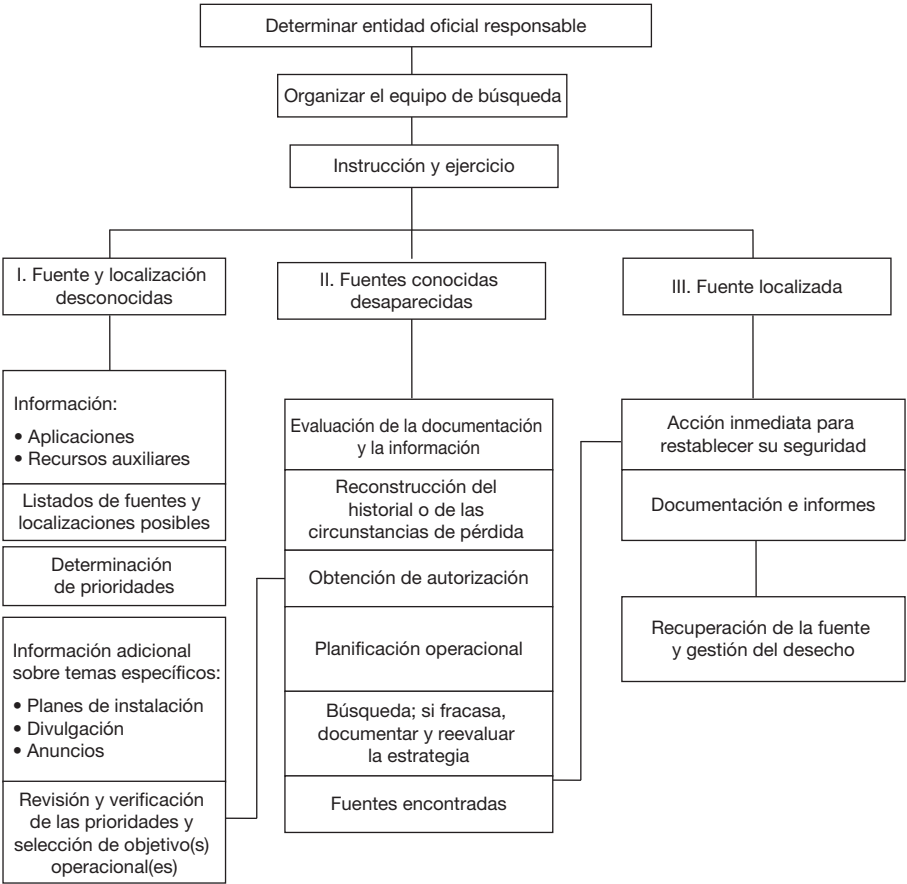 Determinar entidad oficial responsable
Organizar el equipo de búsqueda
Instrucción y ejercicio
I. Fuente y localización
desconocidas
II. Fuentes conocidas
desaparecidas
III. Fuente localizada
Información:
• Aplicaciones
• Recursos auxiliares
Listados de fuentes y
localizaciones posibles
Determinación
de prioridades
Información adicional
sobre temas específicos:
• Planes de instalación
• Divulgación
• Anuncios
Revisión y verificación
de las prioridades y
selección de objetivo(s)
operacional(es)
Evaluación de la documentación
y la información
Reconstrucción del
historial o de las
circunstancias de pérdida
Obtención de autorización
Planificación operacional
Búsqueda; si fracasa,
documentar y reevaluar
la estrategia
Fuentes encontradas
Acción inmediata para
restablecer su seguridad
Documentación e informes
Recuperación de la fuente
y gestión del desecho